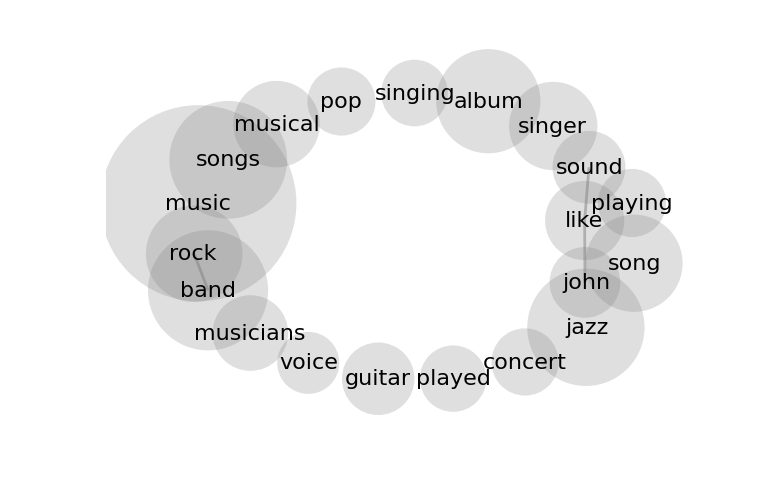 singing
pop
album
musical
singer
songs
sound
music
playing
like
rock
song
john
band
jazz
musicians
voice
concert
guitar
played